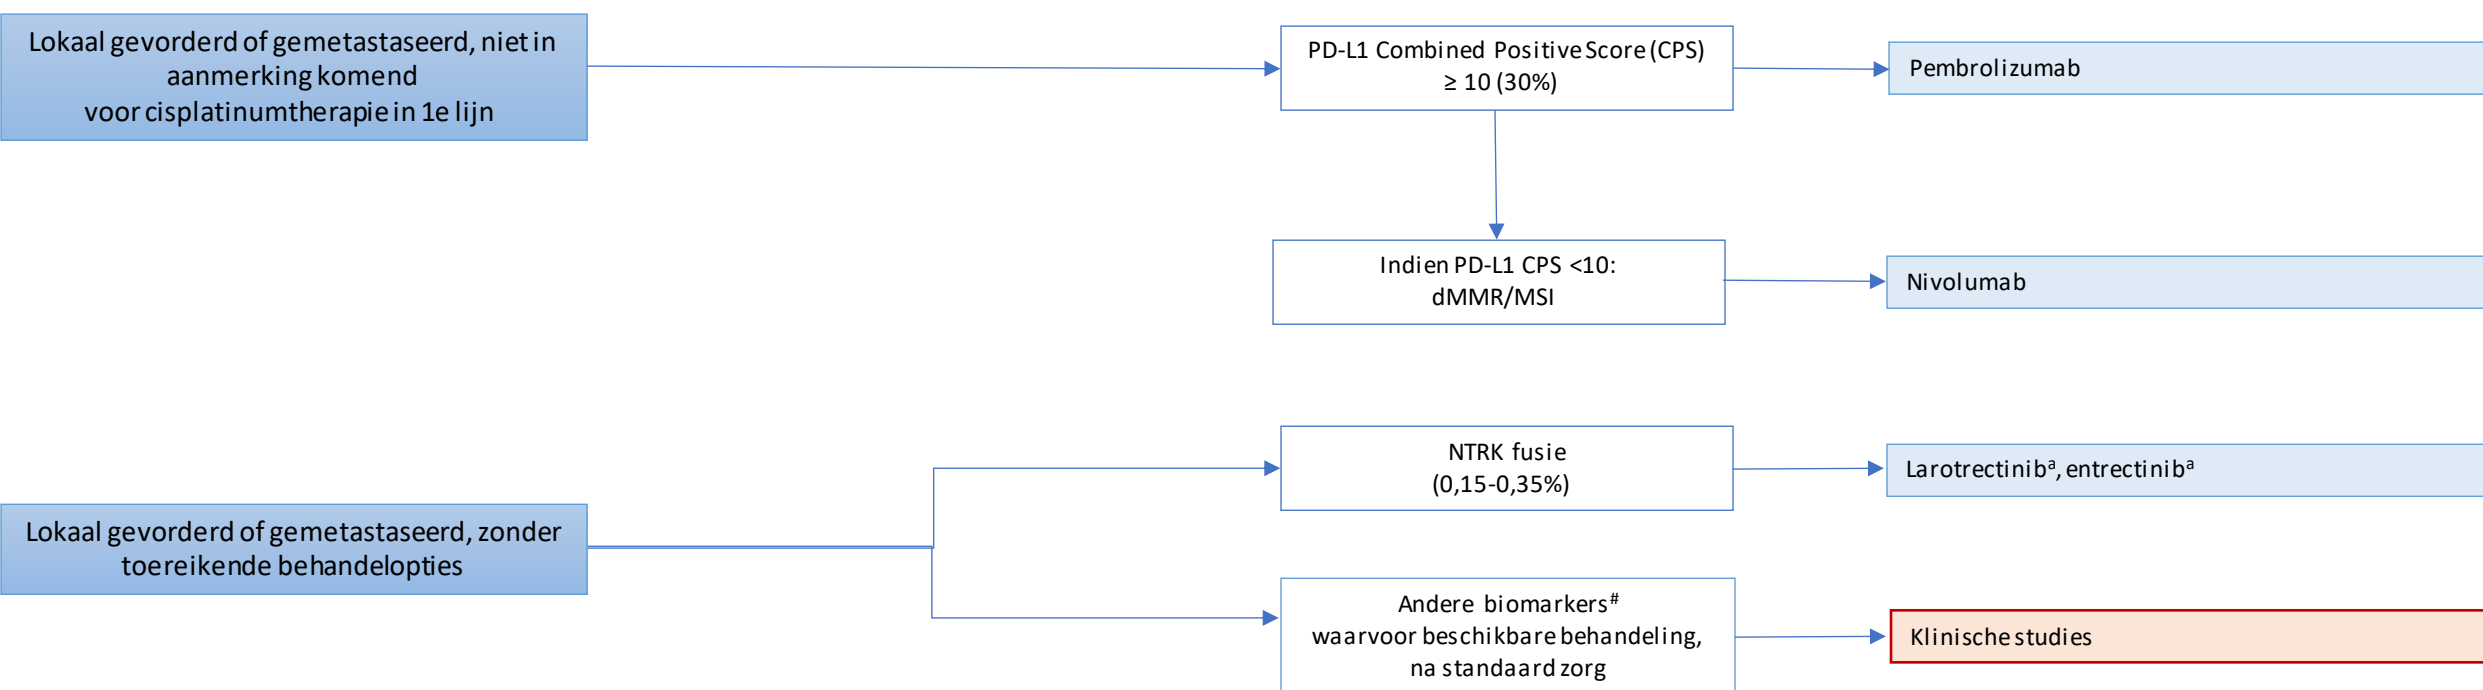 Lokaal gevorderd of gemetastaseerd, niet in
aanmerking komend
voor cisplatinumtherapie in 1e lijn
PD-L1 Combined Positive Score (CPS)
≥ 10 (30%)
Pembrolizumab
Indien PD-L1 CPS <10:
dMMR/MSI
Nivolumab
Lokaal gevorderd of gemetastaseerd, zonder
toereikende behandelopties
NTRK fusie
(0,15-0,35%)
Larotrectinibᵃ, entrectinibᵃ
Andere biomarkers#
waarvoor beschikbare behandeling,
na standaard zorg
Klinische studies